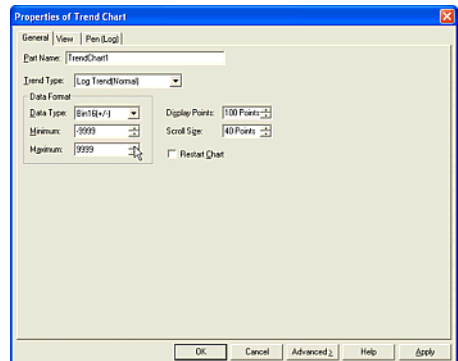 Properties of Trend Chart
General View Pen (Log)
Part Name: TrendChart1
Trend Type: Log Trend(Normal)
Data Format
Data Type: Bin16(+/-)
Display Points: 100 Points
Minimum: -9999
Scroll Size: 40 Points
Maximum: 9999
Restart Chart
OK Cancel Advanced > Help Apply